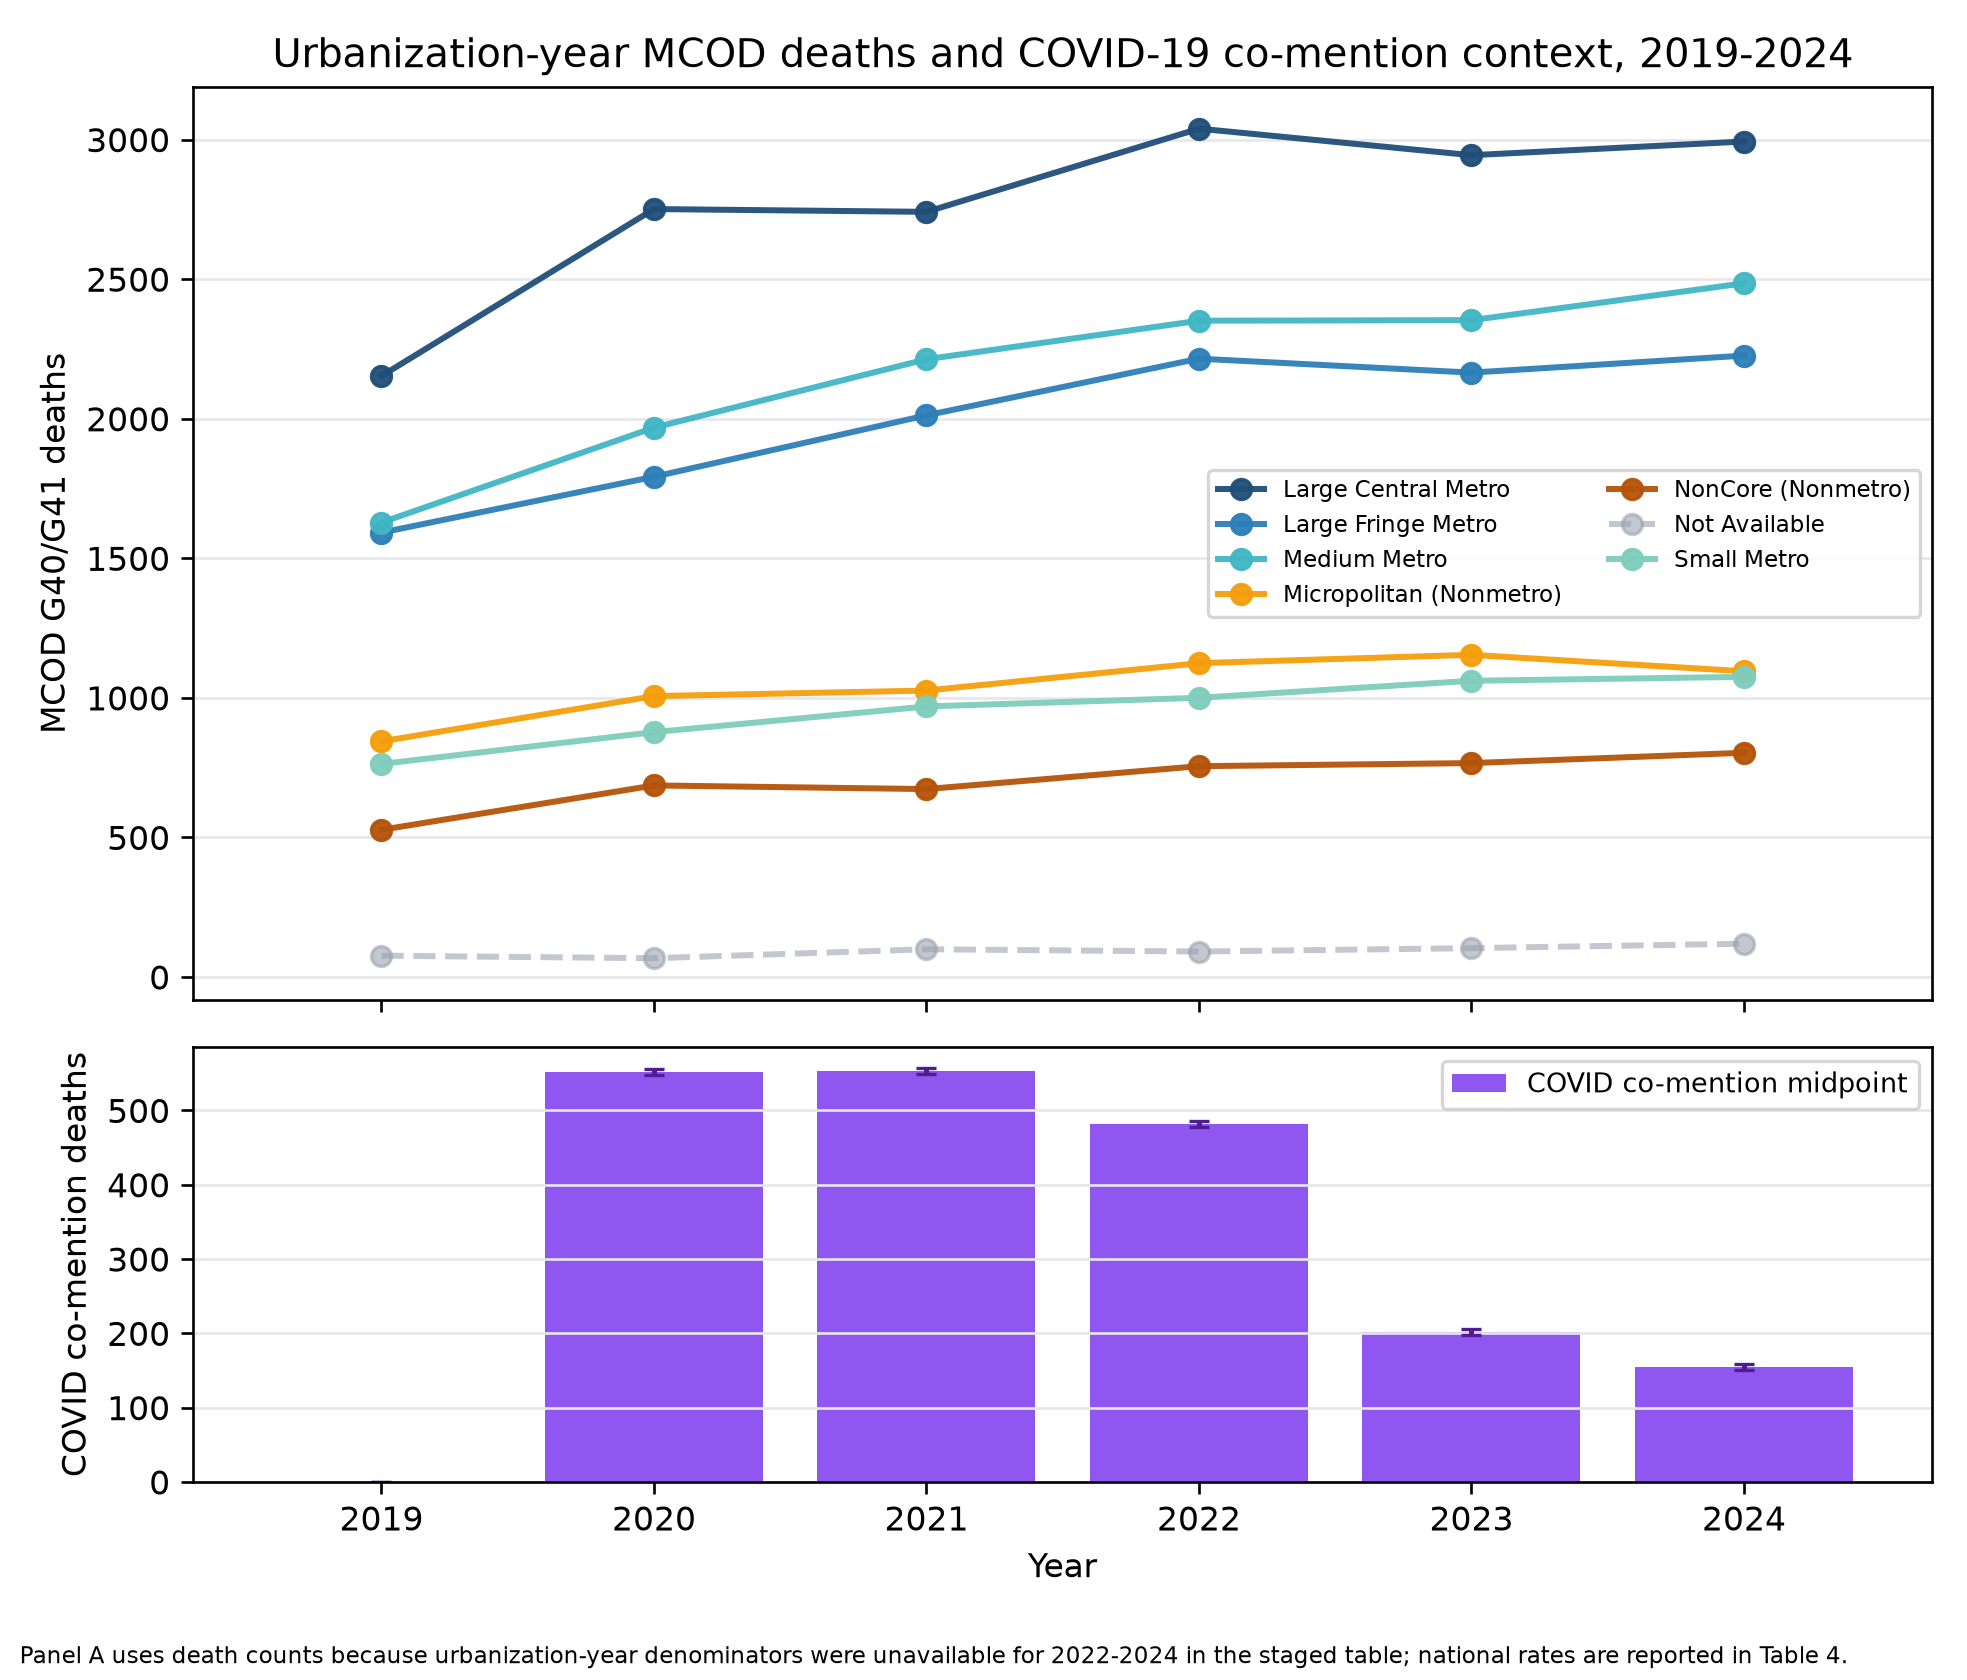 Urbanization-year MCOD deaths and COVID-19 co-mention context, 2019-2024
MCOD G40/G41 deaths
3000
2500
2000
1500
1000
500
0
Large Central Metro
Large Fringe Metro
Medium Metro
Micropolitan (Nonmetro)
NonCore (Nonmetro)
Not Available
Small Metro
COVID co-mention deaths
500
400
300
200
100
0
COVID co-mention midpoint
2019 2020 2021 2022 2023 2024
Year
Panel A uses death counts because urbanization-year denominators were unavailable for 2022-2024 in the staged table; national rates are reported in Table 4.